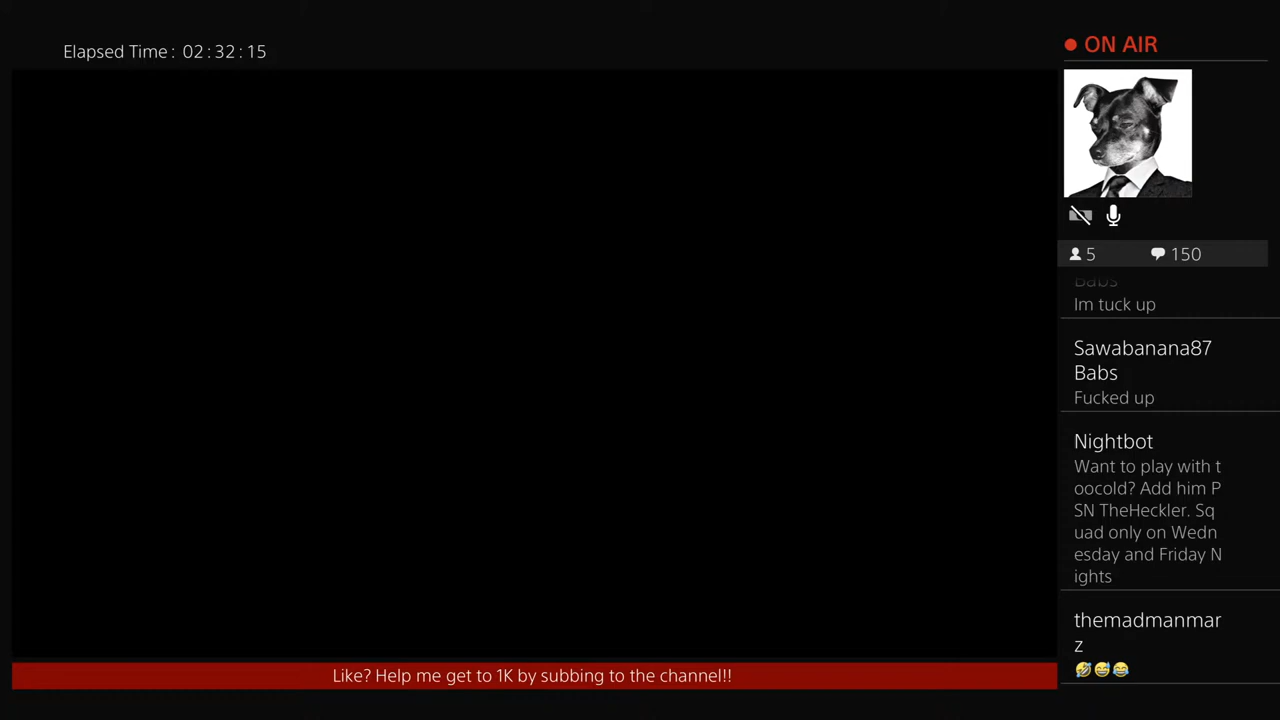 Elapsed Time: 02:32:15
ON AIR
5 150
Babs
Im tuck up
Sawabanana87
Babs
Fucked up
Nightbot
Want to play with t
oocold? Add him P
SN TheHeckler. Sq
uad only on Wedn
esday and Friday N
ights
themadmanmar
z
🤣😅😂
Like? Help me get to 1K by subbing to the channel!!